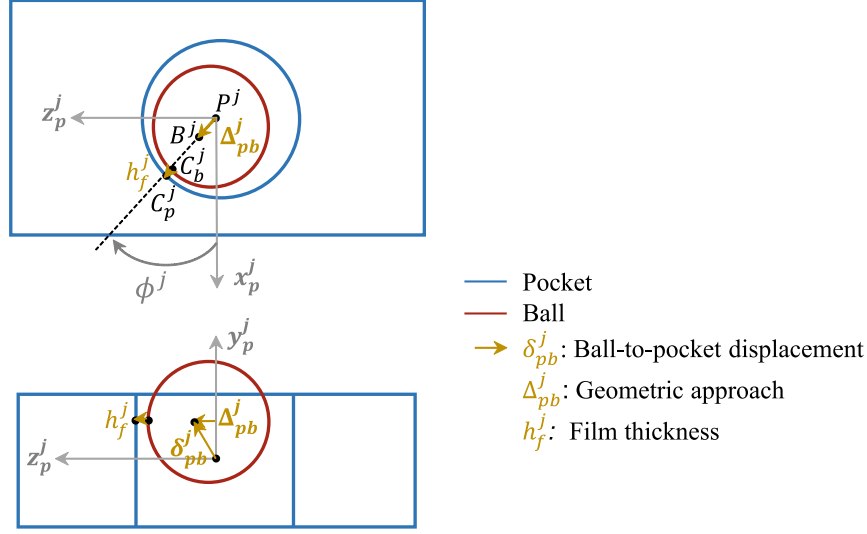 P^j
z_p^j
B^j
Δ_pb^j
C_b^j
h_f^j
C_p^j
ϕ^j
x_p^j
Pocket
Ball
δ_pb^j: Ball-to-pocket displacement
Δ_pb^j: Geometric approach
h_f^j: Film thickness
y_p^j
h_f^j
Δ_pb^j
δ_pb^j
z_p^j